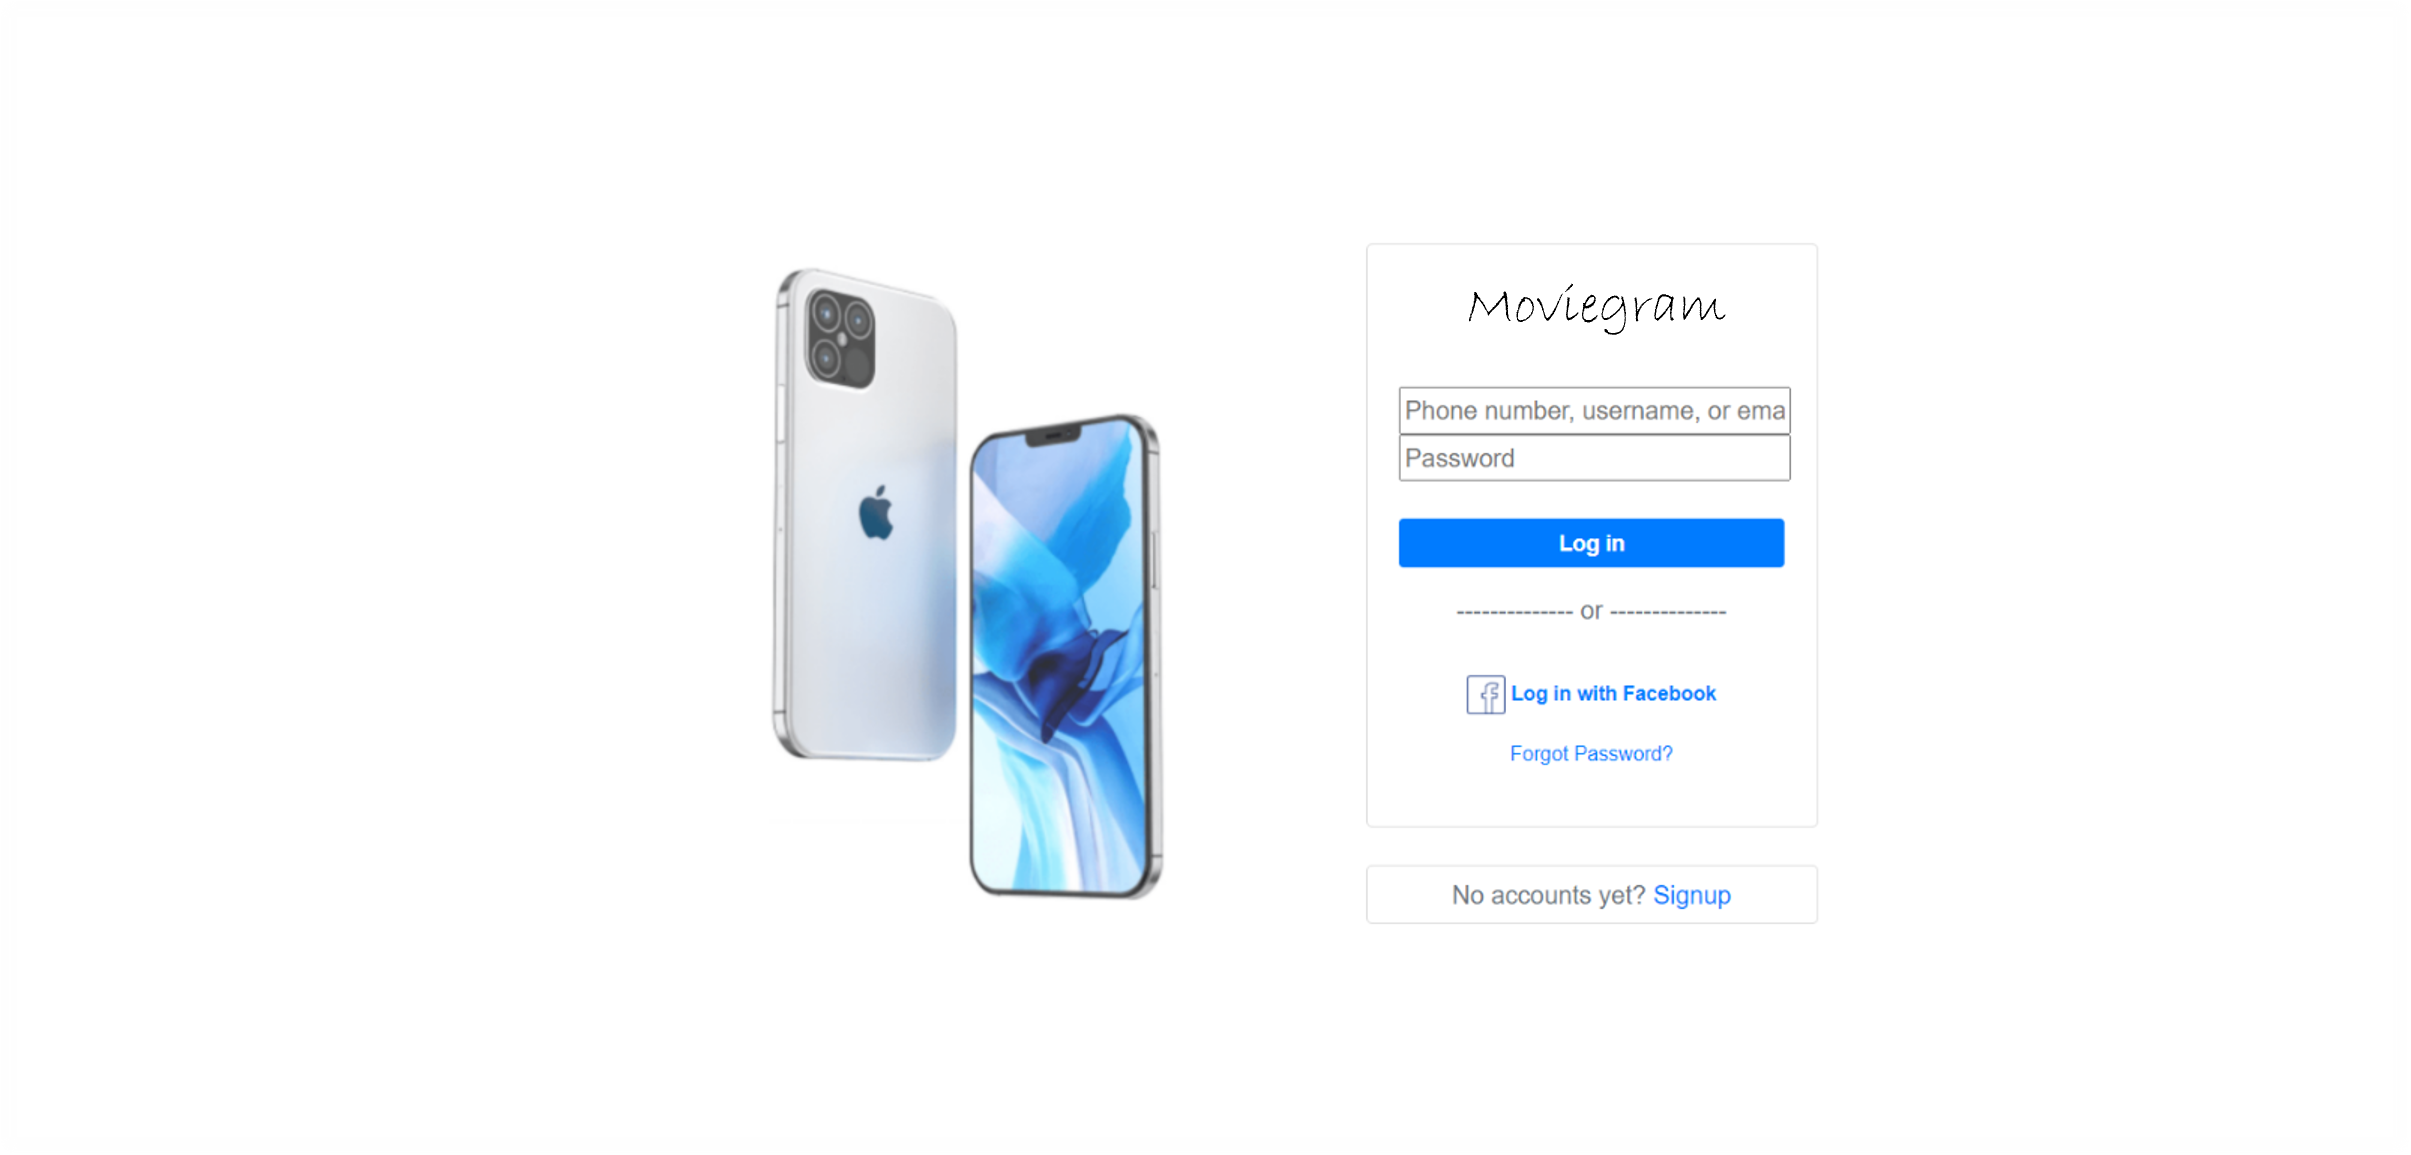 Moviegram
Phone number, username, or ema
Password
Log in
-------------- or --------------
Log in with Facebook
Forgot Password?
No accounts yet? Signup